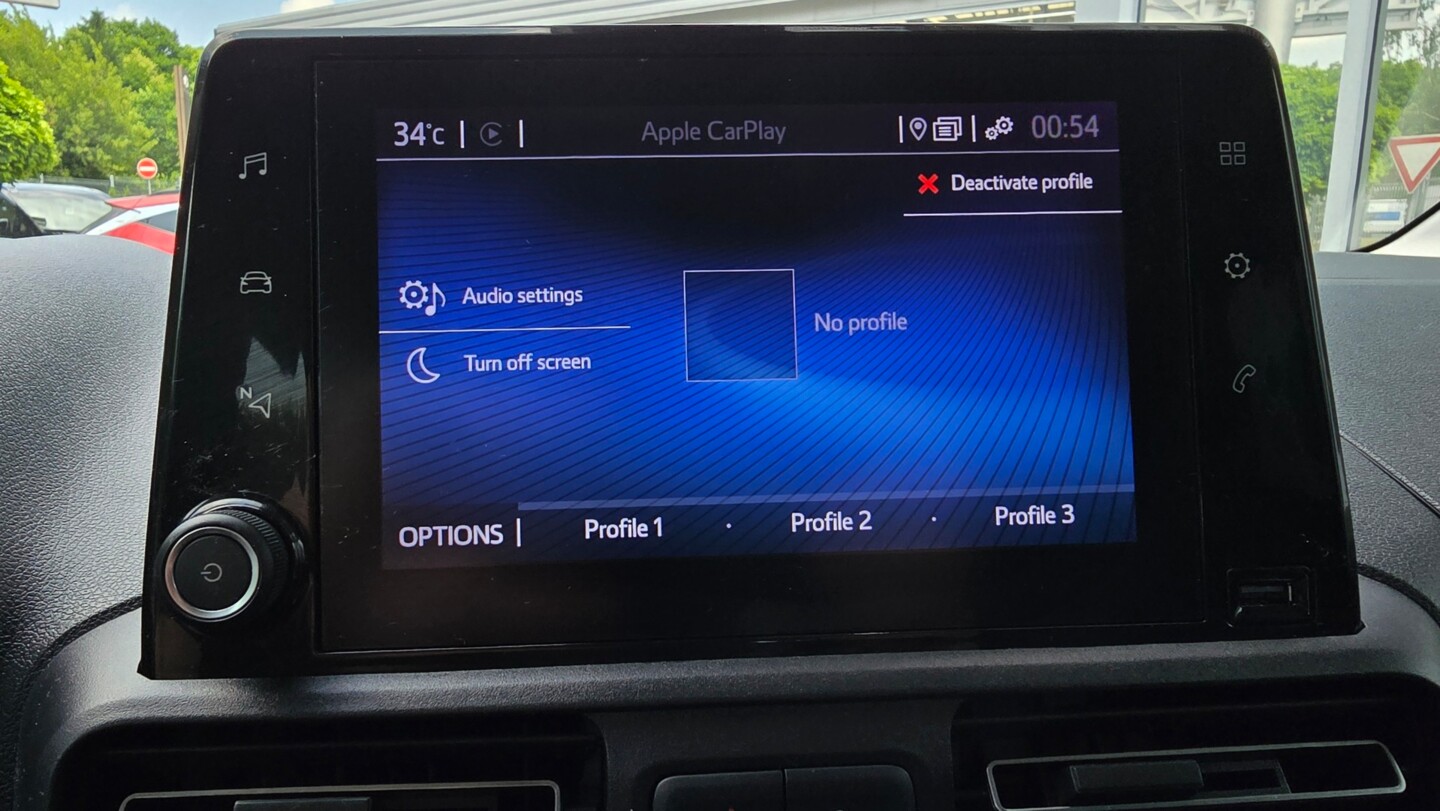 34°C
Apple CarPlay
00:54
Deactivate profile
Audio settings
No profile
Turn off screen
N
OPTIONS
Profile 1 · Profile 2 · Profile 3